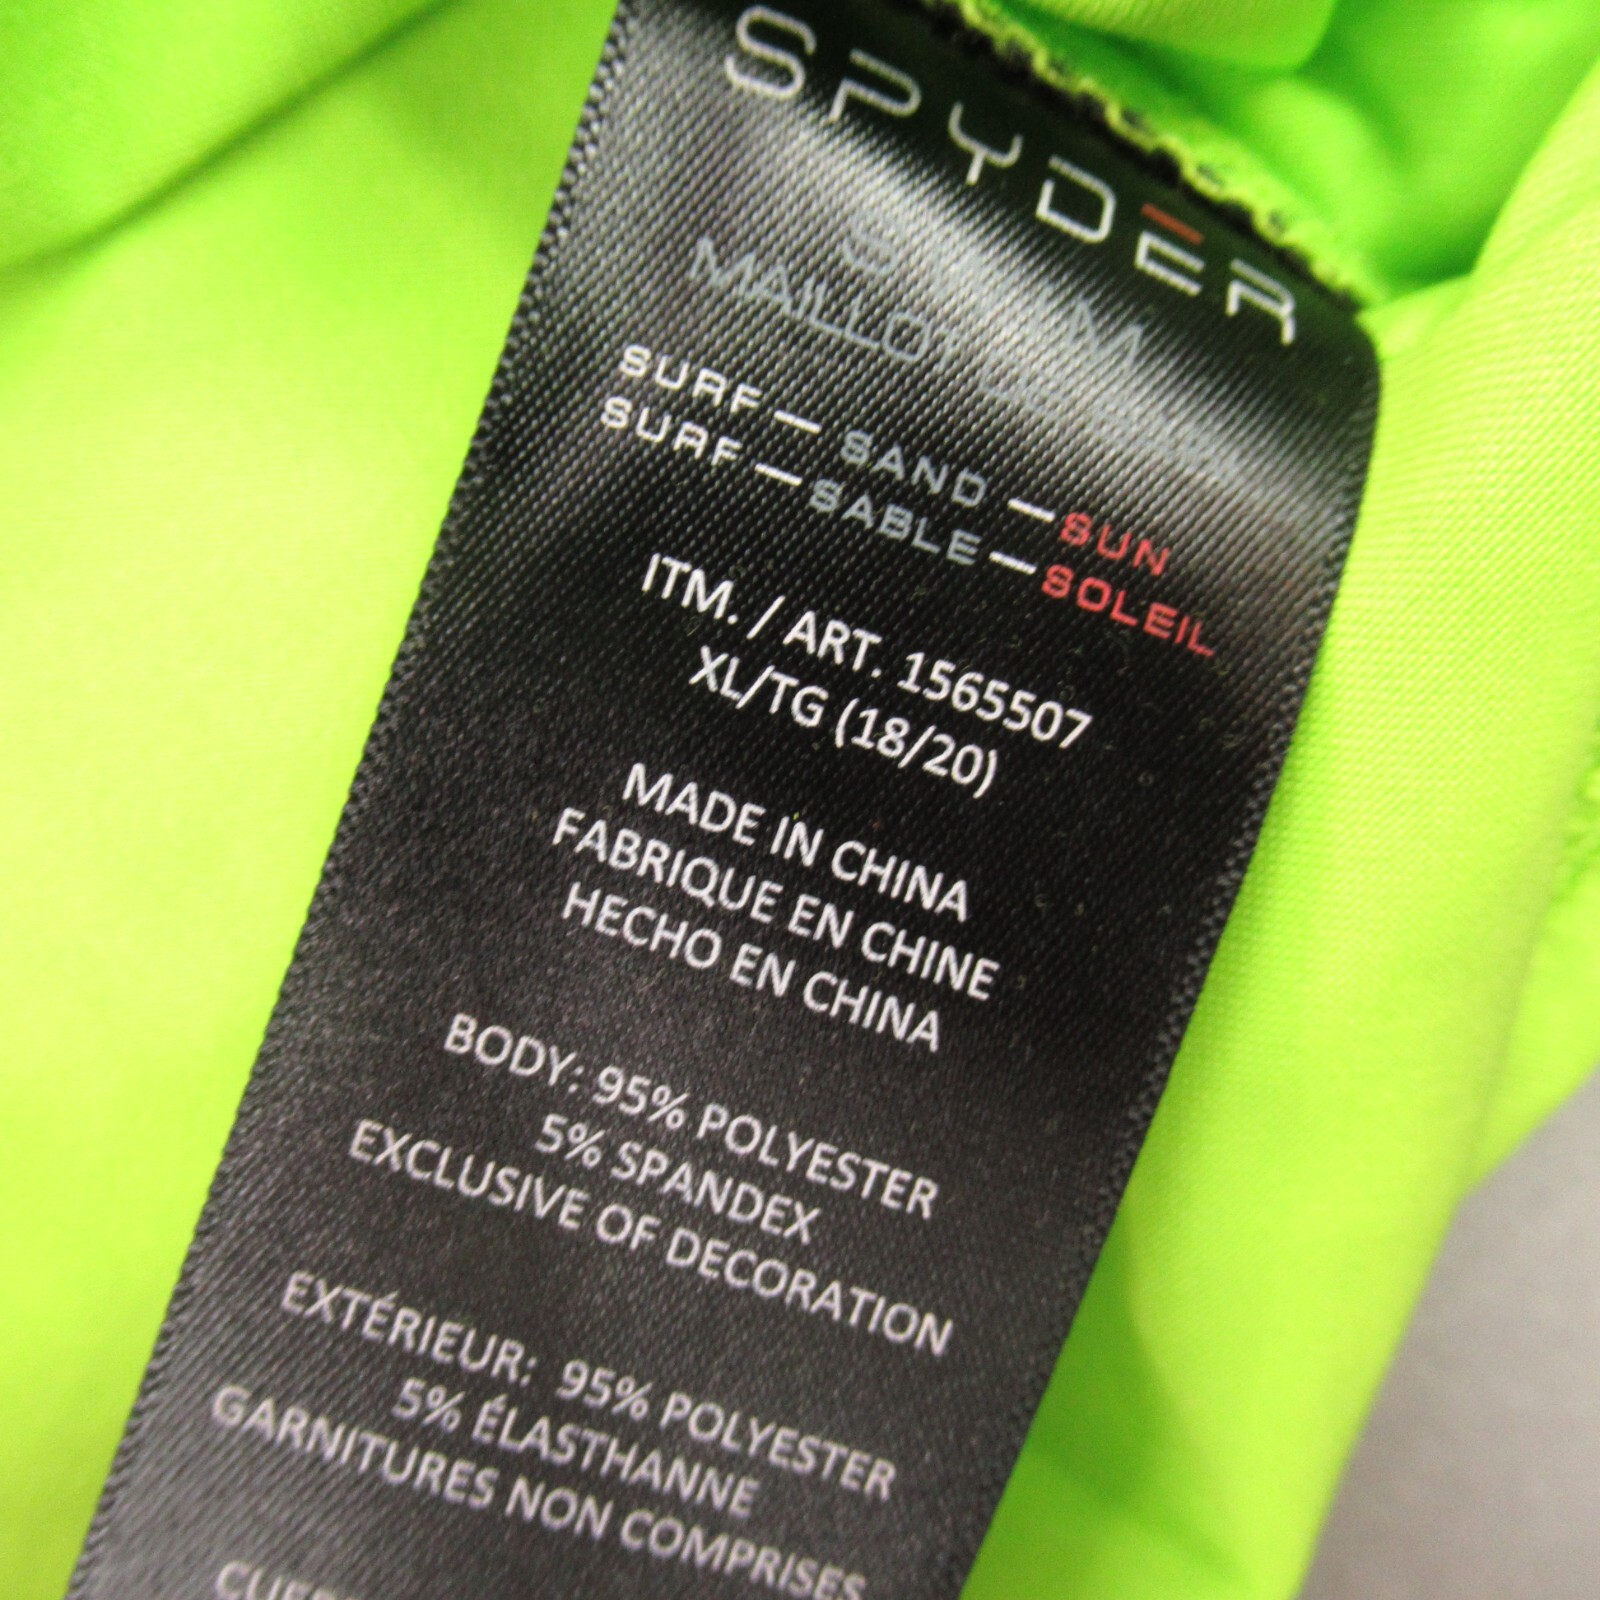 SPYDER
MAILLOT
SURF — SAND — SUN
SURF — SABLE — SOLEIL
ITM. / ART. 1565507
XL/TG (18/20)
MADE IN CHINA
FABRIQUE EN CHINE
HECHO EN CHINA
BODY: 95% POLYESTER
5% SPANDEX
EXCLUSIVE OF DECORATION
EXTÉRIEUR: 95% POLYESTER
5% ÉLASTHANNE
GARNITURES NON COMPRISES